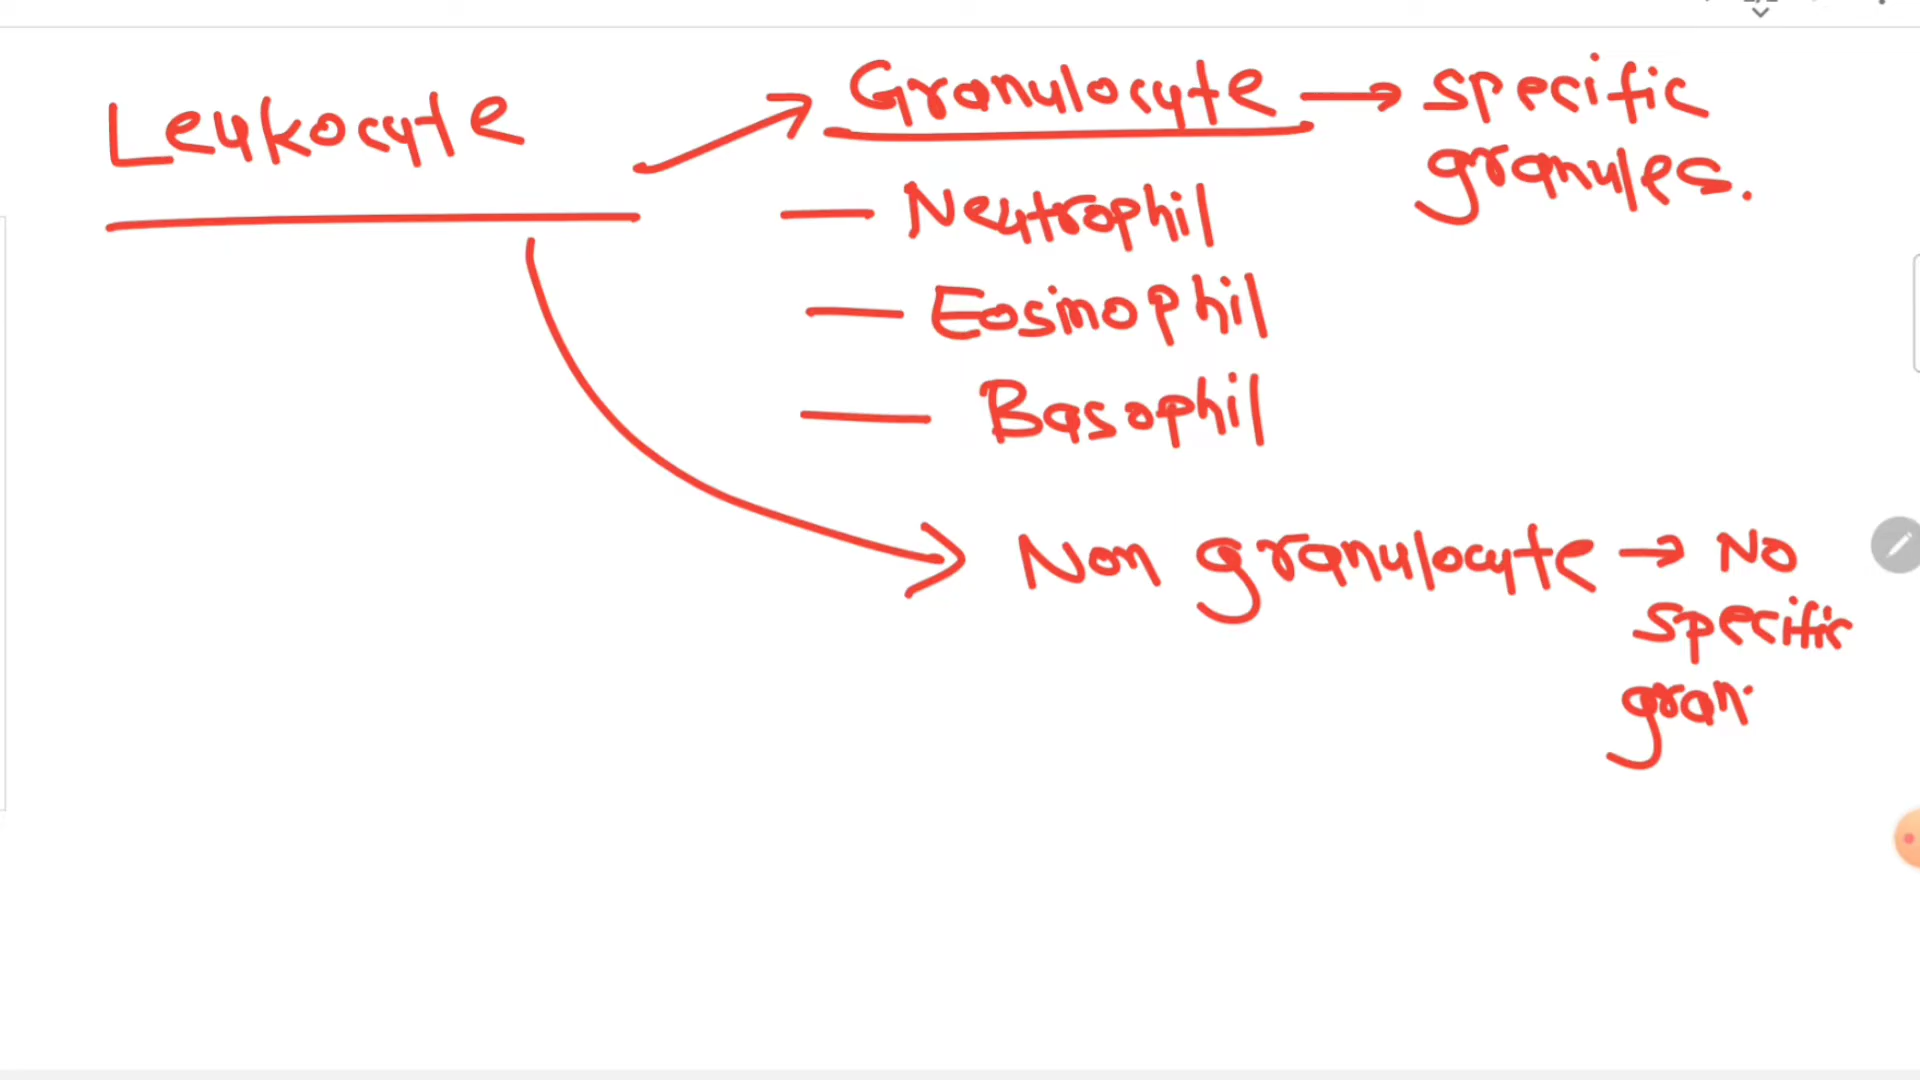 Leukocyte
Granulocyte → specific
granules.
— Neutrophil
— Eosinophil
— Basophil
Non granulocyte → No
specific
gran